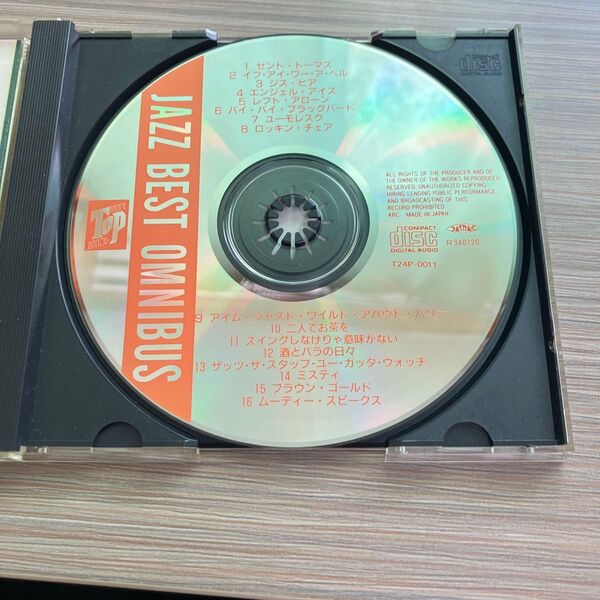 JAZZ BEST OMNIBUS
TOP
1 セント・トーマス
2 イフ・アイ・ワー・ア・ベル
3 ジス・ヒア
4 エンジェル・アイズ
5 レフト・アローン
6 バイ・バイ・ブラックバード
7 ユーモレスク
8 ロッキン・チェア
ALL RIGHTS OF THE PRODUCER AND OF
THE OWNER OF THE WORKS REPRODUCED
RESERVED. UNAUTHORIZED COPYING
HIRING LENDING PUBLIC PERFORMANCE
AND BROADCASTING OF THIS
RECORD PROHIBITED.
ARC MADE IN JAPAN
COMPACT
disc
DIGITAL AUDIO
JASRAC
R340120
T24P-0011
9 アイム・ジャスト・ワイルド・アバウト・ハリー
10 二人でお茶を
11 スイングしなけりゃ意味がない
12 酒とバラの日々
13 ザッツ・ザ・スタッフ・ユー・ガッタ・ウォッチ
14 ミスティ
15 ブラウン・ゴールド
16 ムーディー・スピークス
COMPACT
disc
DIGITAL AUDIO